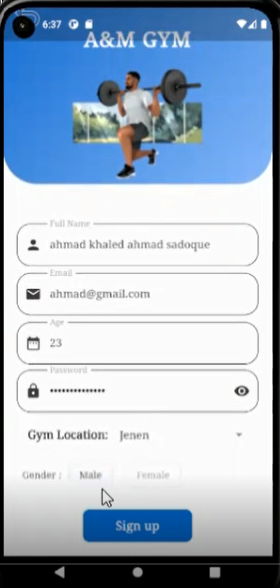 6:37
A&M GYM
Full Name
ahmad khaled ahmad sadoque
Email
ahmad@gmail.com
Age
23
Password
••••••••••••••
Gym Location: Jenen
Gender : Male Female
Sign up